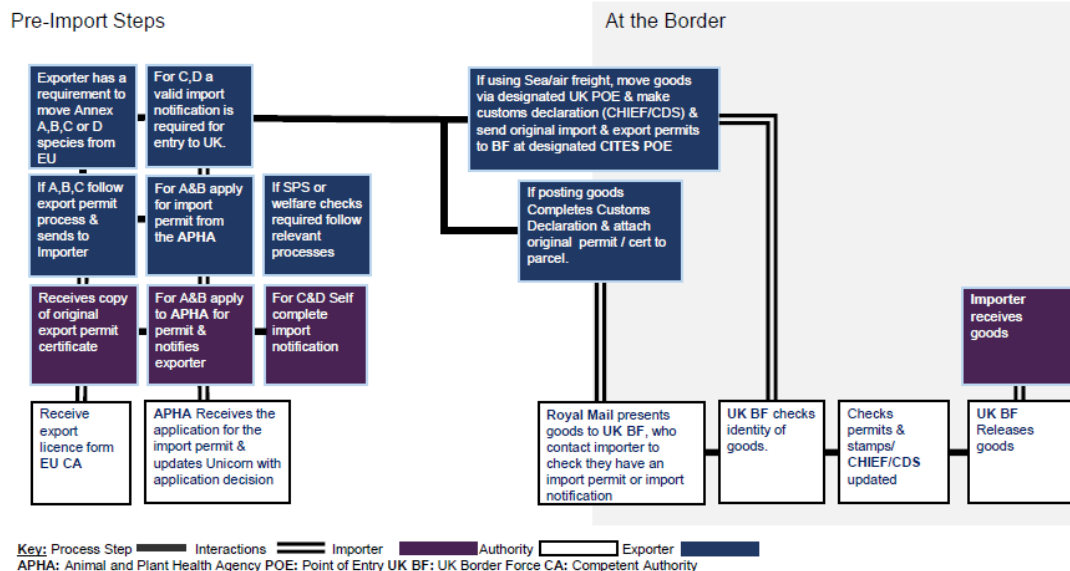 Pre-Import Steps
At the Border
Exporter has a
requirement to
move Annex
A,B,C or D
species from
EU
For C,D a
valid import
notification is
required for
entry to UK.
If using Sea/air freight, move goods
via designated UK POE & make
customs declaration (CHIEF/CDS) &
send original import & export permits
to BF at designated CITES POE
If A,B,C follow
export permit
process &
sends to
Importer
For A&B apply
for import
permit from
the APHA
If SPS or
welfare checks
required follow
relevant
processes
If posting goods
Completes Customs
Declaration & attach
original permit / cert to
parcel.
Receives copy
of original
export permit
certificate
For A&B apply
to APHA for
permit &
notifies
exporter
For C&D Self
complete
import
notification
Importer
receives
goods
Receive
export
licence form
EU CA
APHA Receives the
application for the
import permit &
updates Unicorn with
application decision
Royal Mail presents
goods to UK BF, who
contact importer to
check they have an
import permit or import
notification
UK BF checks
identity of
goods.
Checks
permits &
stamps/
CHIEF/CDS
updated
UK BF
Releases
goods
Key: Process Step Interactions Importer Authority Exporter
APHA: Animal and Plant Health Agency POE: Point of Entry UK BF: UK Border Force CA: Competent Authority